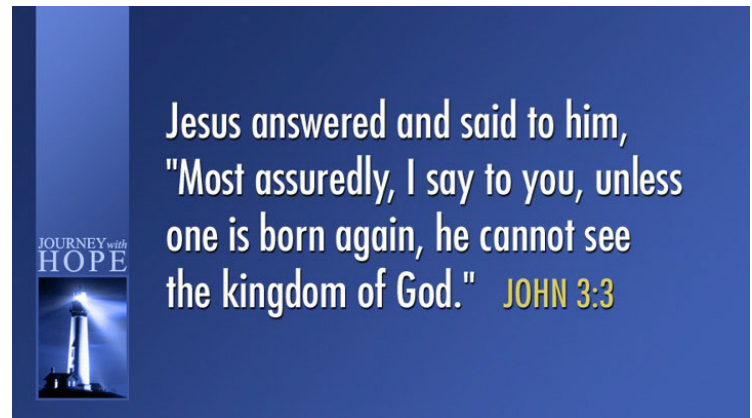 Jesus answered and said to him,
"Most assuredly, I say to you, unless
one is born again, he cannot see
the kingdom of God." JOHN 3:3
JOURNEY with
HOPE